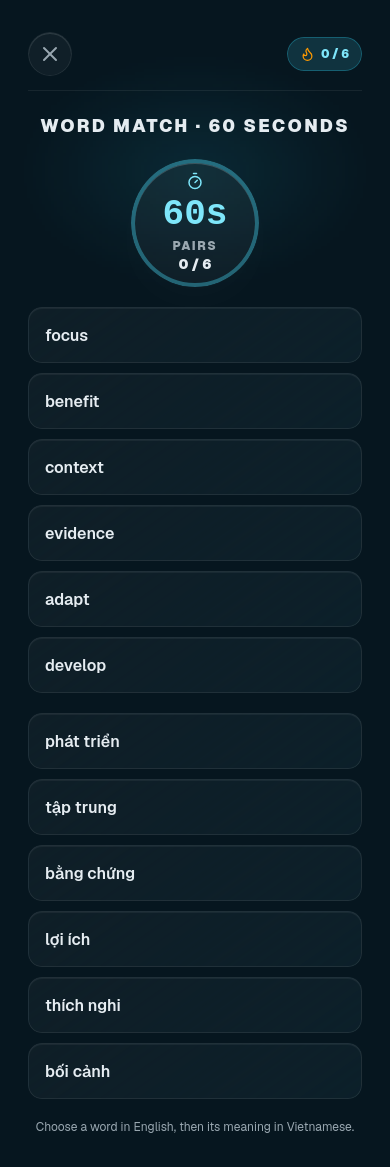 0 / 6
WORD MATCH · 60 SECONDS
60s
PAIRS
0 / 6
focus
benefit
context
evidence
adapt
develop
phát triển
tập trung
bằng chứng
lợi ích
thích nghi
bối cảnh
Choose a word in English, then its meaning in Vietnamese.